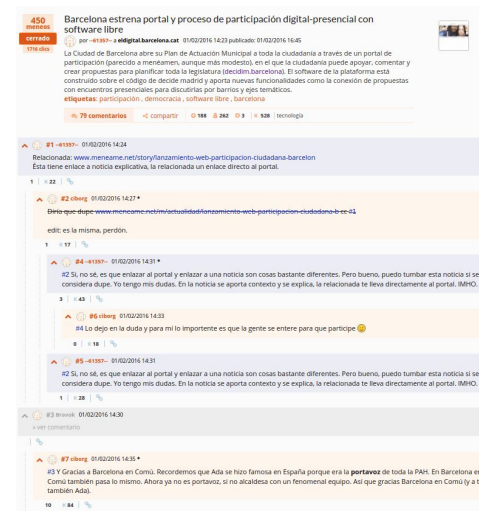 450
meneos
cerrado
1716 clics
Barcelona estrena portal y proceso de participación digital-presencial con
software libre
por --61357-- a eldigital.barcelona.cat 01/02/2016 14:23 publicado: 01/02/2016 16:45
La Ciudad de Barcelona abre su Plan de Actuación Municipal a toda la ciudadanía a través de un portal de
participación (parecido a menéamen, aunque más modesto), en el que la ciudadanía puede apoyar, comentar y
crear propuestas para planificar toda la legislatura (decidim.barcelona). El software de la plataforma está
construido sobre el código de decide madrid y aporta nuevas funcionalidades como la conexión de propuestas
con encuentros presenciales para discutirlas por barrios y ejes temáticos.
etiquetas: participación , democracia , software libre , barcelona
79 comentarios compartir 188 262 3 K 528 tecnología
#1 --61357-- 01/02/2016 14:24
Relacionada: www.meneame.net/story/lanzamiento-web-participacion-ciudadana-barcelon
Ésta tiene enlace a noticia explicativa, la relacionada un enlace directo al portal.
1 K 22
#2 ciborg 01/02/2016 14:27 *
Diría que dupe www.meneame.net/m/actualidad/lanzamiento-web-participacion-ciudadana-b cc #1
edit: es la misma, perdón.
1 K 17
#4 --61357-- 01/02/2016 14:31 *
#2 Si, no sé, es que enlazar al portal y enlazar a una noticia son cosas bastante diferentes. Pero bueno, puedo tumbar esta noticia si se
considera dupe. Yo tengo mis dudas. En la noticia se aporta contexto y se explica, la relacionada te lleva directamente al portal. IMHO.
3 K 43
#6 ciborg 01/02/2016 14:33
#4 Lo dejo en la duda y para mi lo importente es que la gente se entere para que participe
0 K 18
#5 --61357-- 01/02/2016 14:31
#2 Si, no sé, es que enlazar al portal y enlazar a una noticia son cosas bastante diferentes. Pero bueno, puedo tumbar esta noticia si se
considera dupe. Yo tengo mis dudas. En la noticia se aporta contexto y se explica, la relacionada te lleva directamente al portal. IMHO.
1 K 28
#3 Bravok 01/02/2016 14:30
» ver comentario
#7 ciborg 01/02/2016 14:35 *
#3 Y Gracias a Barcelona en Comú. Recordemos que Ada se hizo famosa en España porque era la portavoz de toda la PAH. En Barcelona en
Comú también pasa lo mismo. Ahora ya no es portavoz, si no alcaldesa con un fenomenal equipo. Así que gracias Barcelona en Comú (y a t
también Ada).
10 K 84